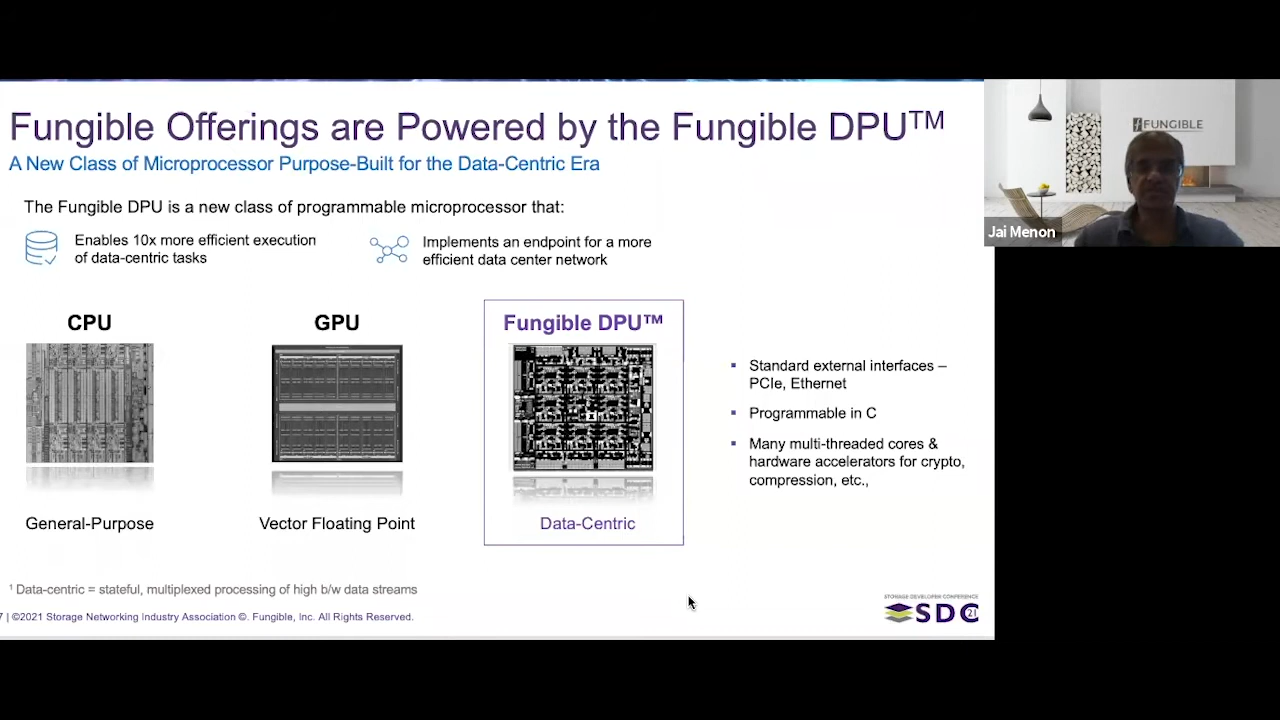 Fungible Offerings are Powered by the Fungible DPU™
A New Class of Microprocessor Purpose-Built for the Data-Centric Era
The Fungible DPU is a new class of programmable microprocessor that:
Enables 10x more efficient execution
of data-centric tasks
Implements an endpoint for a more
efficient data center network
CPU
GPU
Fungible DPU™
General-Purpose
Vector Floating Point
Data-Centric
▪ Standard external interfaces –
PCIe, Ethernet
▪ Programmable in C
▪ Many multi-threaded cores &
hardware accelerators for crypto,
compression, etc.,
¹ Data-centric = stateful, multiplexed processing of high b/w data streams
7 | ©2021 Storage Networking Industry Association ©. Fungible, Inc. All Rights Reserved.
STORAGE DEVELOPER CONFERENCE
SDC 21
FUNGIBLE
Jai Menon